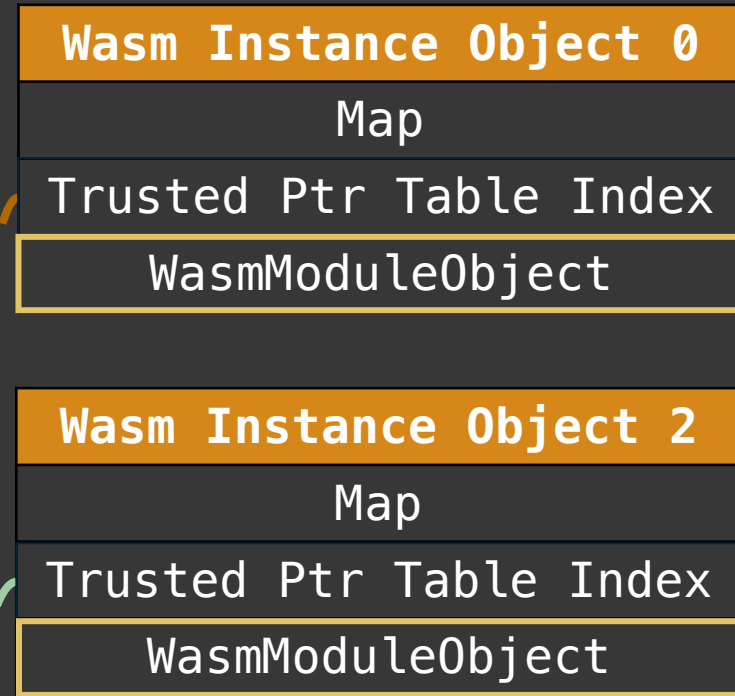 Wasm Instance Object 0
Map
Trusted Ptr Table Index
WasmModuleObject
Wasm Instance Object 2
Map
Trusted Ptr Table Index
WasmModuleObject